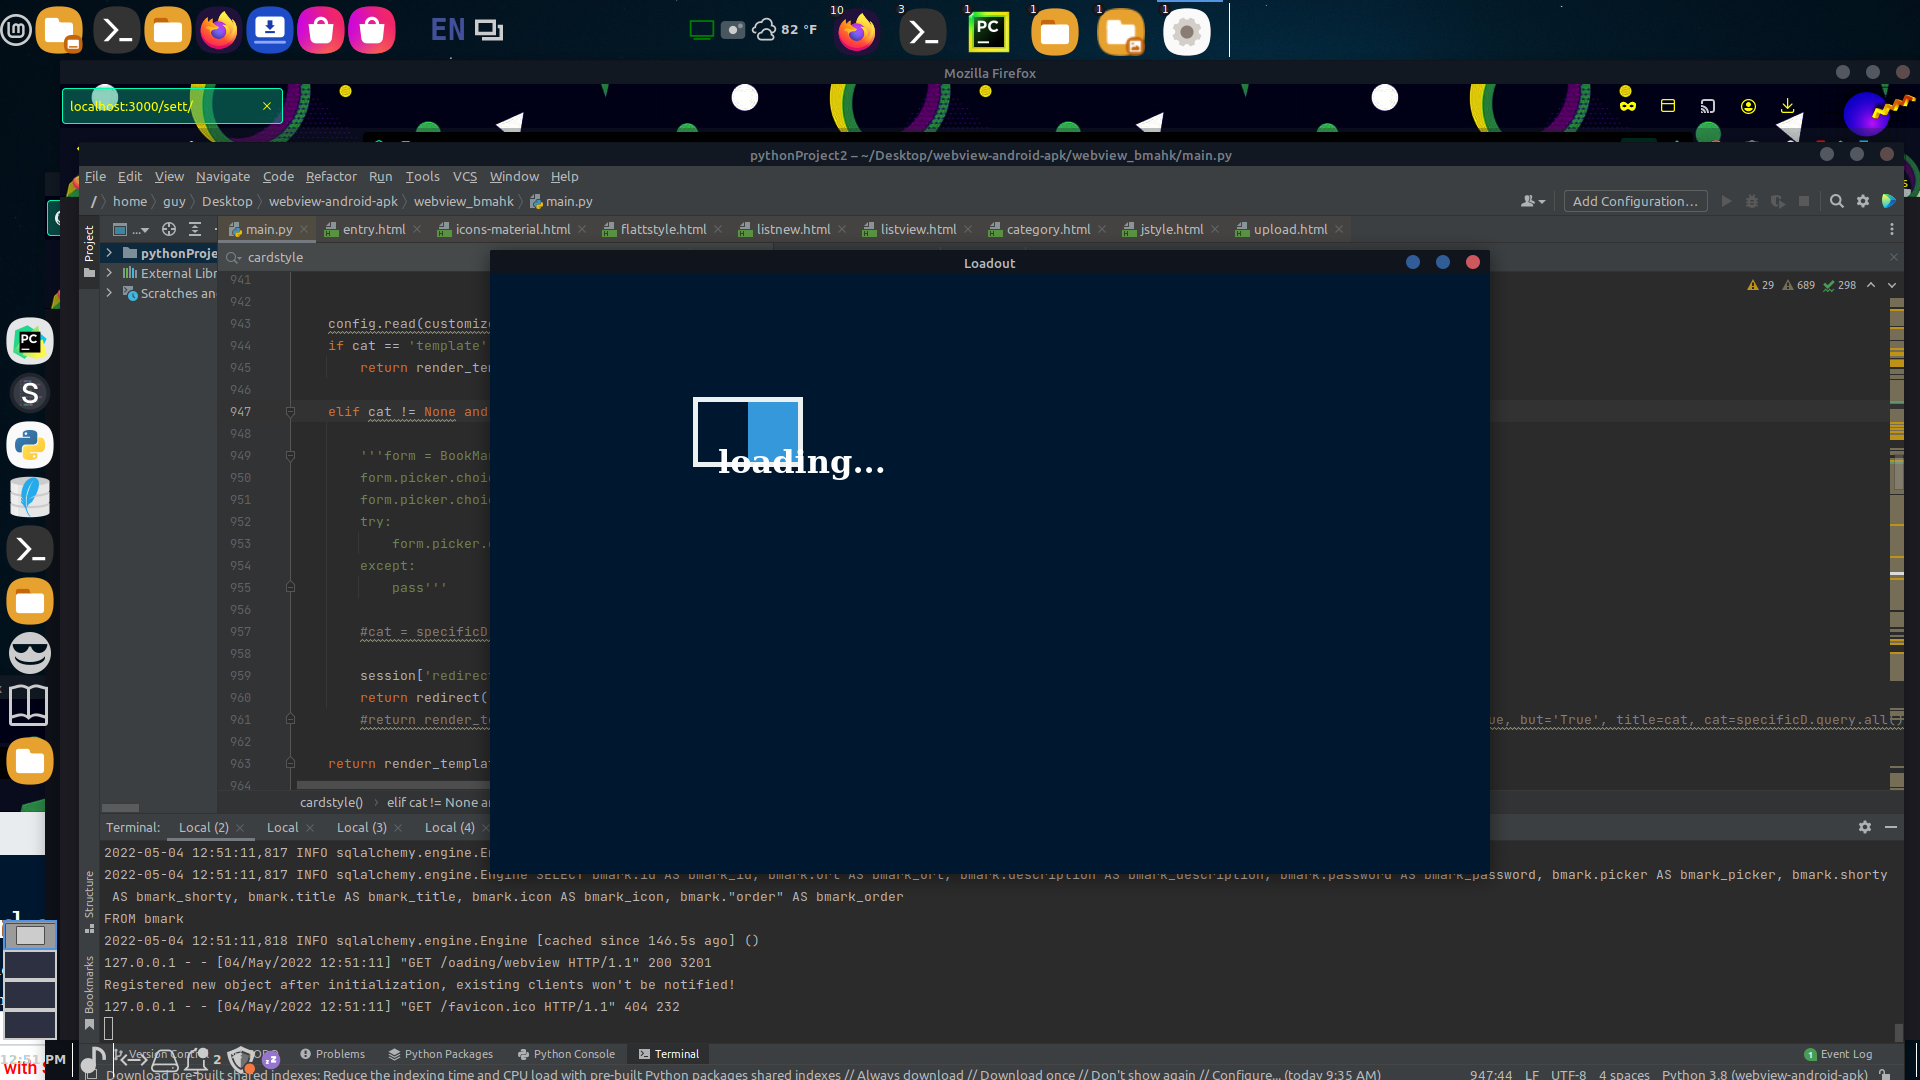 EN
82 °F
10
3
1
1
1
1
PC
Mozilla Firefox
localhost:3000/sett/
pythonProject2 – ~/Desktop/webview-android-apk/webview_bmahk/main.py
File Edit View Navigate Code Refactor Run Tools VCS Window Help
/ home guy Desktop webview-android-apk webview_bmahk main.py
Add Configuration...
Project
main.py entry.html icons-material.html flattstyle.html listnew.html listview.html category.html jstyle.html upload.html
pythonProje
External Libr
Scratches an
cardstyle
Loadout
29 689 298
941
942
943 config.read(customiz
944 if cat == 'template'
945 return render_te
946
947 elif cat != None and
948
949 '''form = BookMa
950 form.picker.choi
951 form.picker.choi
952 try:
953 form.picker.
954 except:
955 pass'''
956
957 #cat = specificD
958
959 session['redirec
960 return redirect(
961 #return render_te
ue, but='True', title=cat, cat=specificD.query.all()
962
963 return render_templa
964
loading...
cardstyle() elif cat != None an
Terminal: Local (2) Local Local (3) Local (4)
2022-05-04 12:51:11,817 INFO sqlalchemy.engine.En
2022-05-04 12:51:11,817 INFO sqlalchemy.engine.Engine SELECT bmark.id AS bmark_id, bmark.url AS bmark_url, bmark.description AS bmark_description, bmark.password AS bmark_password, bmark.picker AS bmark_picker, bmark.shorty
AS bmark_shorty, bmark.title AS bmark_title, bmark.icon AS bmark_icon, bmark."order" AS bmark_order
FROM bmark
2022-05-04 12:51:11,818 INFO sqlalchemy.engine.Engine [cached since 146.5s ago] ()
127.0.0.1 - - [04/May/2022 12:51:11] "GET /oading/webview HTTP/1.1" 200 3201
Registered new object after initialization, existing clients won't be notified!
127.0.0.1 - - [04/May/2022 12:51:11] "GET /favicon.ico HTTP/1.1" 404 232
Structure
Bookmarks
PC
S
12:51 PM
with
2
Version Control
Problems Python Packages Python Console Terminal
1 Event Log
Download pre-built shared indexes: Reduce the indexing time and CPU load with pre-built Python packages shared indexes // Always download // Download once // Don't show again // Configure... (today 9:35 AM)
947:44 LF UTF-8 4 spaces Python 3.8 (webview-android-apk)